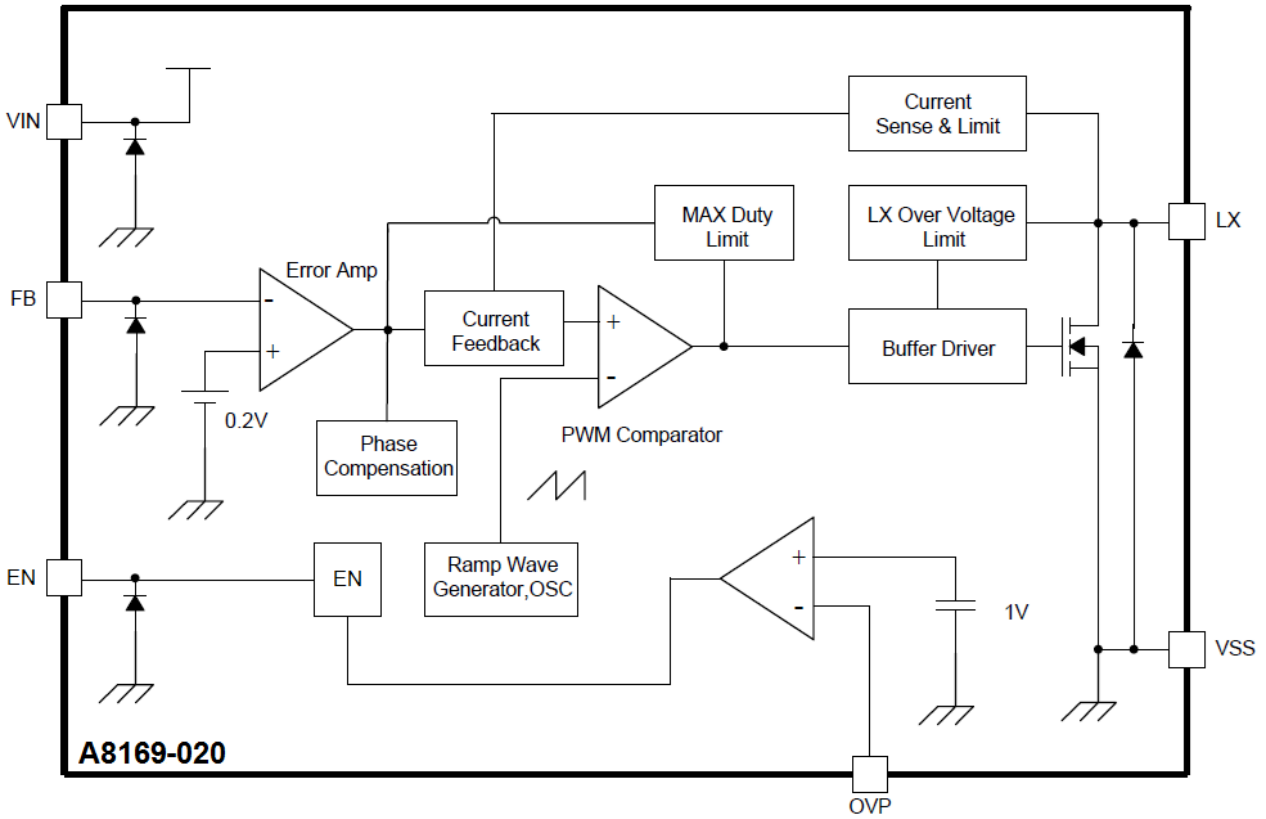 VIN
Current
Sense & Limit
MAX Duty
Limit
LX Over Voltage
Limit
LX
Error Amp
FB
-
+
0.2V
Current
Feedback
+
-
PWM Comparator
Buffer Driver
Phase
Compensation
EN
EN
Ramp Wave
Generator,OSC
+
-
1V
VSS
A8169-020
OVP